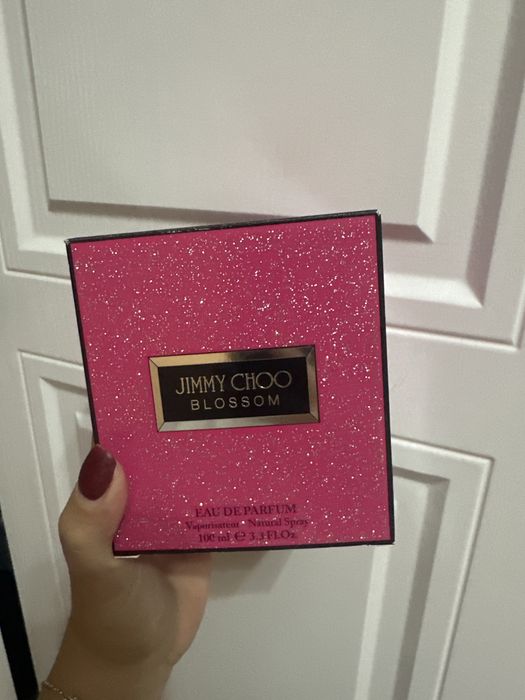 JIMMY CHOO
BLOSSOM
EAU DE PARFUM
Vaporisateur • Natural Spray
100 ml ℮ 3.3 Fl.Oz.